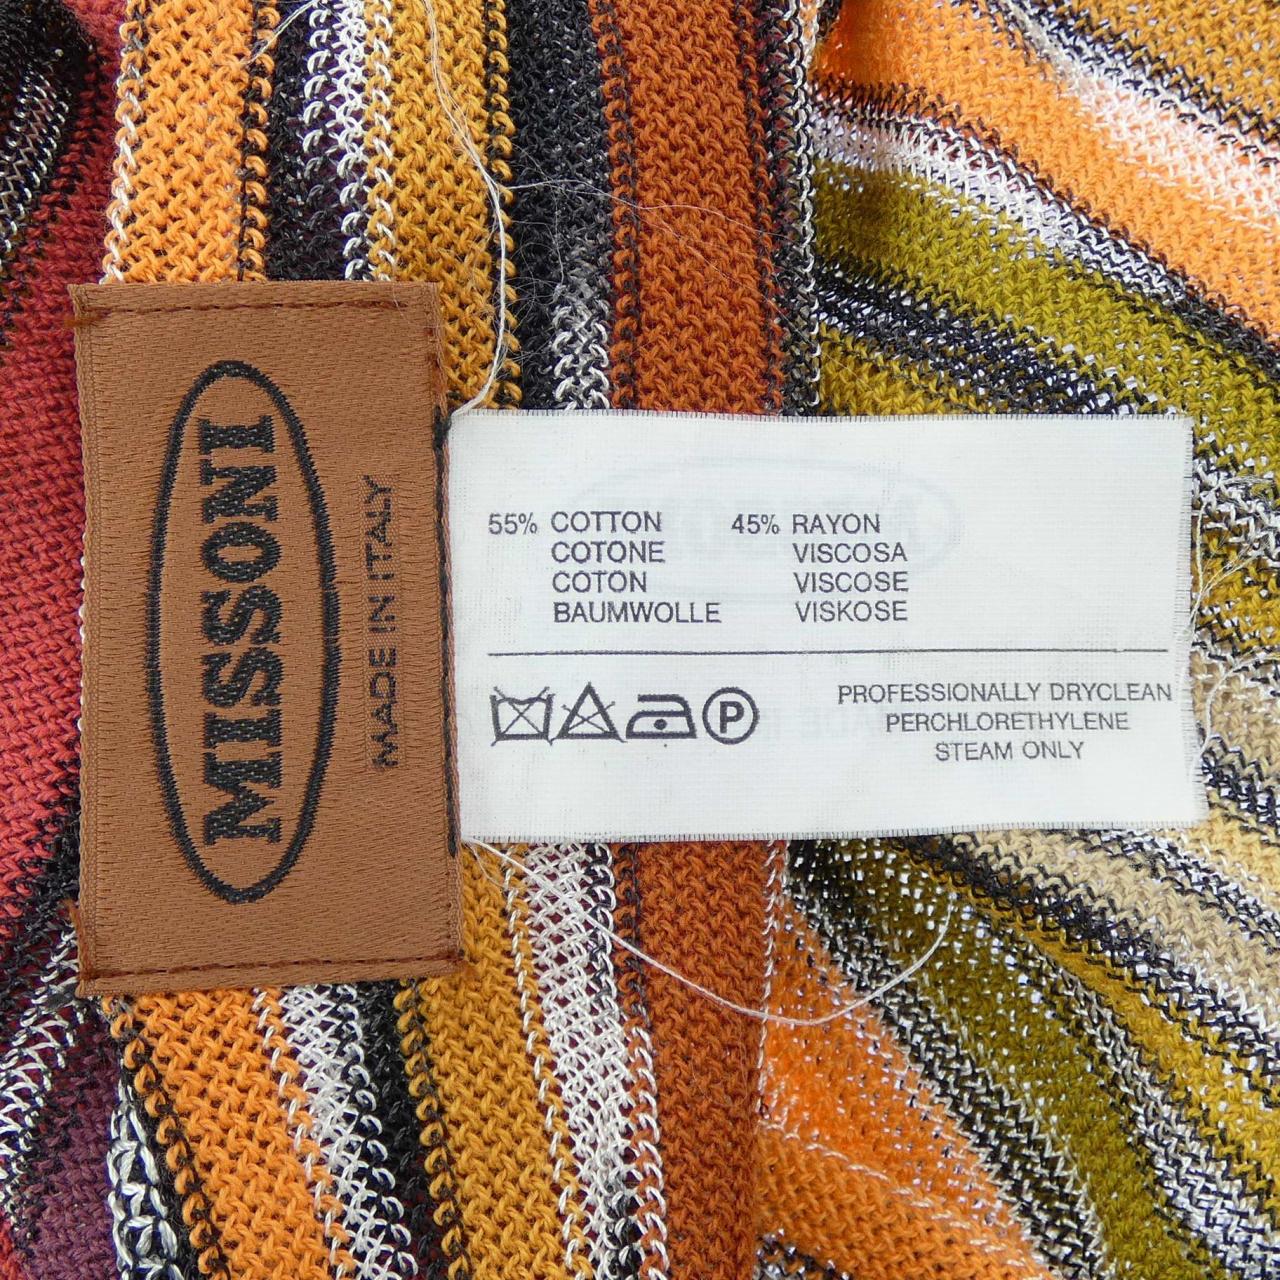 MISSONI
MADE IN ITALY
55% COTTON 45% RAYON
COTONE VISCOSA
COTON VISCOSE
BAUMWOLLE VISKOSE
P
PROFESSIONALLY DRYCLEAN
PERCHLORETHYLENE
STEAM ONLY